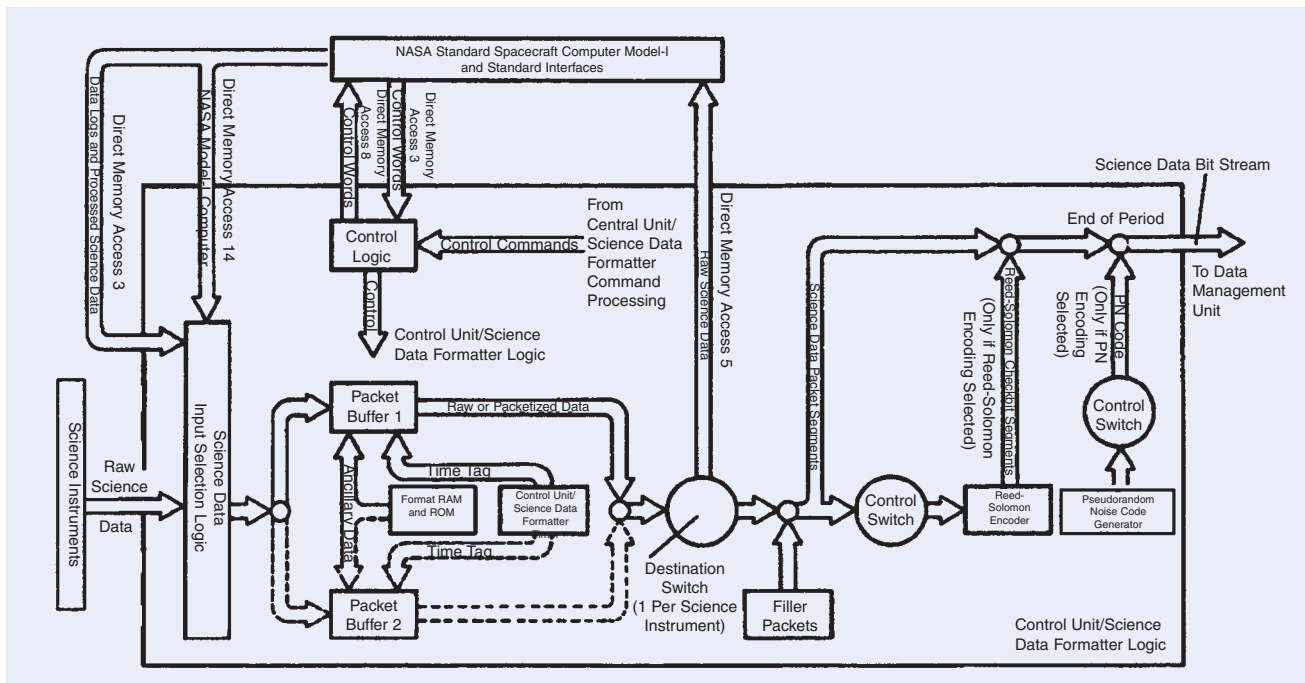 NASA Standard Spacecraft Computer Model-I
and Standard Interfaces
Data Logs and Processed Science Data
Direct Memory Access 3
NASA Model-I Computer
Direct Memory Access 14
Control Words
Direct Memory
Access 8
Control Words
Direct Memory
Access 3
Control
Logic
Control Commands
From
Central Unit/
Science Data
Formatter
Command
Processing
Control
Control Unit/Science
Data Formatter Logic
Raw Science Data
Direct Memory Access 5
Science Data Bit Stream
End of Period
To Data
Management
Unit
Science Data Packet Segments
Reed-Solomon Checkbit Segments
(Only if Reed-Solomon
Encoding Selected)
PN Code
(Only if PN
Encoding
Selected)
Control
Switch
Science Instruments
Raw
Science
Data
Science Data
Input Selection Logic
Packet
Buffer 1
Raw or Packetized Data
Time Tag
Ancillary Data
Format RAM
and ROM
Control Unit/
Science Data
Formatter
Time Tag
Packet
Buffer 2
Destination
Switch
(1 Per Science
Instrument)
Filler
Packets
Control
Switch
Reed-
Solomon
Encoder
Pseudorandon
Noise Code
Generator
Control Unit/Science
Data Formatter Logic